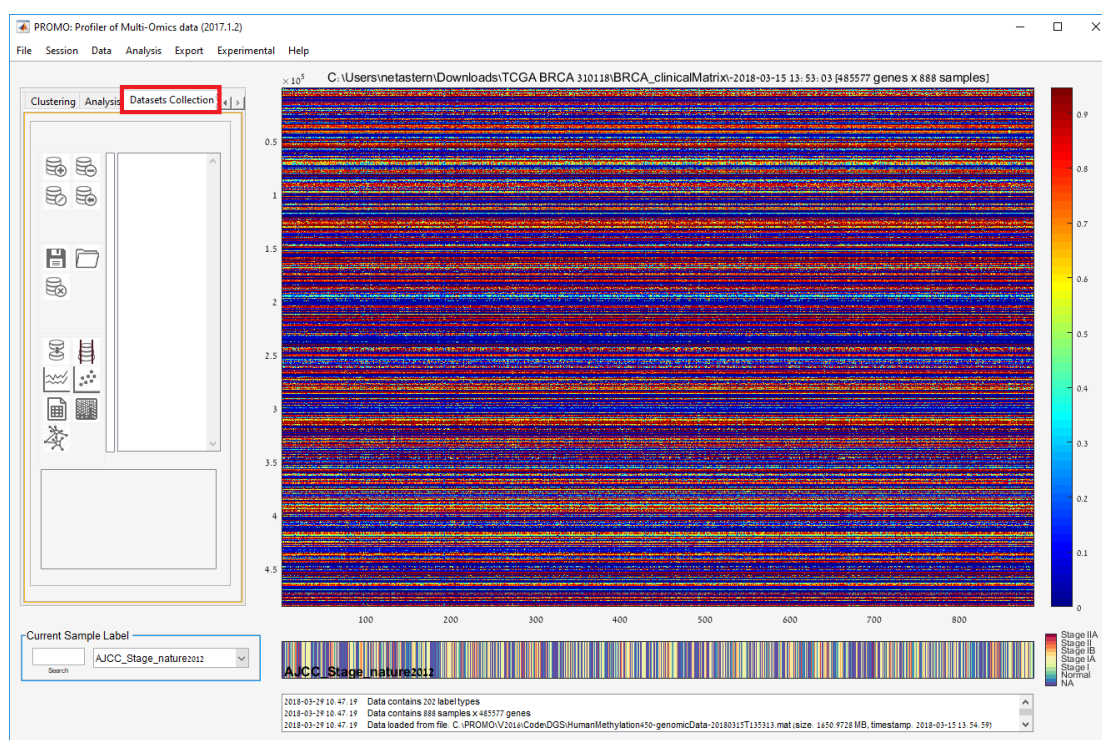 PROMO: Profiler of Multi-Omics data (2017.1.2)
File Session Data Analysis Export Experimental Help
×10⁵ C:\Users\netastern\Downloads\TCGA BRCA 310118\BRCA_clinicalMatrix\-2018-03-15 13:53:03 [485577 genes x 888 samples]
Clustering Analysis Datasets Collection
0.5
1
1.5
2
2.5
3
3.5
4
4.5
100 200 300 400 500 600 700 800
0.9
0.8
0.7
0.6
0.5
0.4
0.3
0.2
0.1
0
Current Sample Label
Search
AJCC_Stage_nature2012
AJCC_Stage_nature2012
Stage IIA
Stage II
Stage IB
Stage IA
Stage I
Normal
NA
2018-03-29 10:47:19 Data contains 202 label types
2018-03-29 10:47:19 Data contains 888 samples x 485577 genes
2018-03-29 10:47:19 Data loaded from file: C:\PROMO\V2016\Code\DGS\HumanMethylation450-genomicData-20180315T135313.mat (size: 1650.9728 MB, timestamp: 2018-03-15 13:54:59)